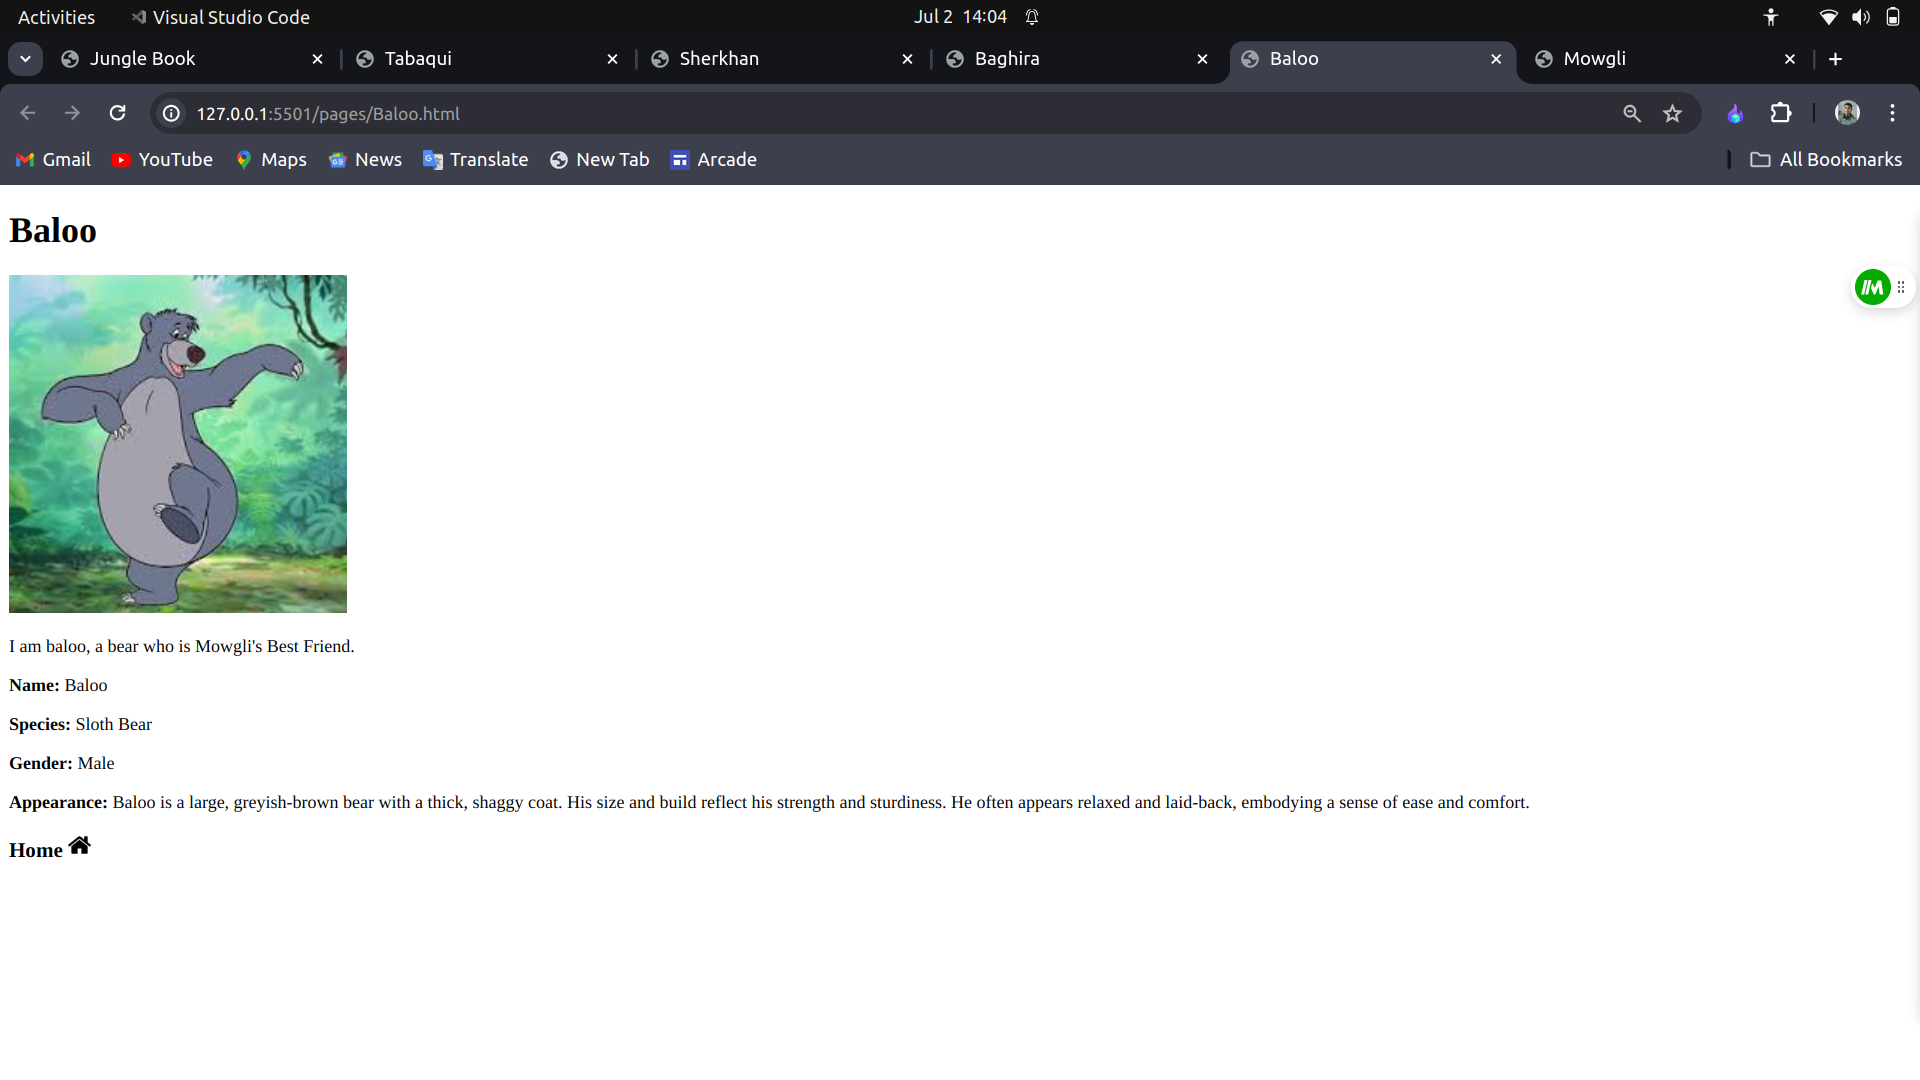 Activities Visual Studio Code Jul 2 14:04
Jungle Book Tabaqui Sherkhan Baghira Baloo Mowgli
127.0.0.1:5501/pages/Baloo.html
Gmail YouTube Maps News Translate New Tab Arcade All Bookmarks
Baloo
I am baloo, a bear who is Mowgli's Best Friend.
Name: Baloo
Species: Sloth Bear
Gender: Male
Appearance: Baloo is a large, greyish-brown bear with a thick, shaggy coat. His size and build reflect his strength and sturdiness. He often appears relaxed and laid-back, embodying a sense of ease and comfort.
Home